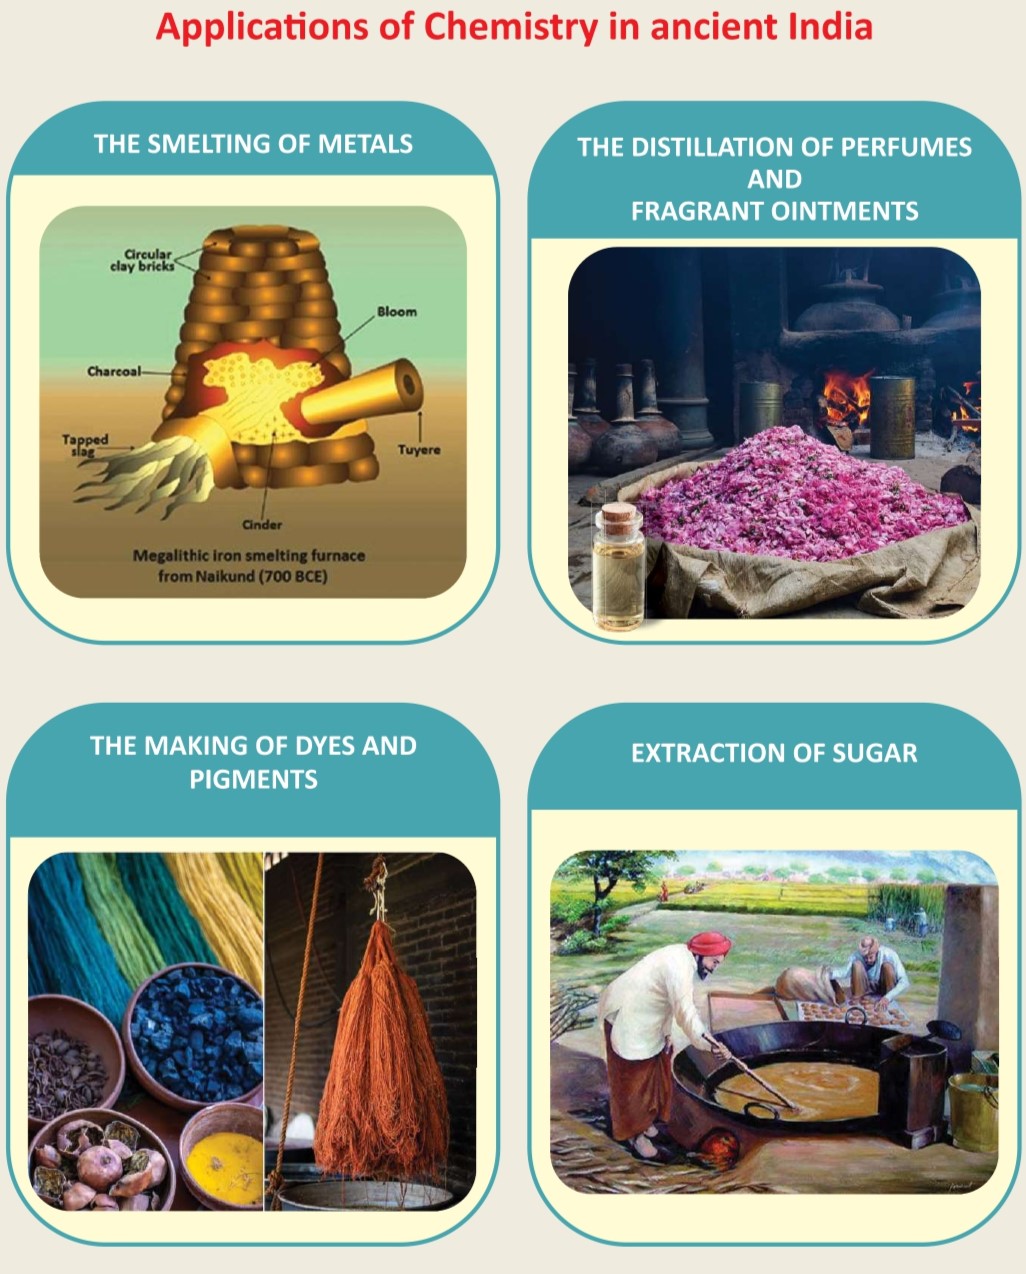 Applications of Chemistry in ancient India
THE SMELTING OF METALS
Circular
clay bricks
Bloom
Charcoal
Tapped
slag
Tuyere
Cinder
Megalithic iron smelting furnace
from Naikund (700 BCE)
THE DISTILLATION OF PERFUMES
AND
FRAGRANT OINTMENTS
THE MAKING OF DYES AND
PIGMENTS
EXTRACTION OF SUGAR